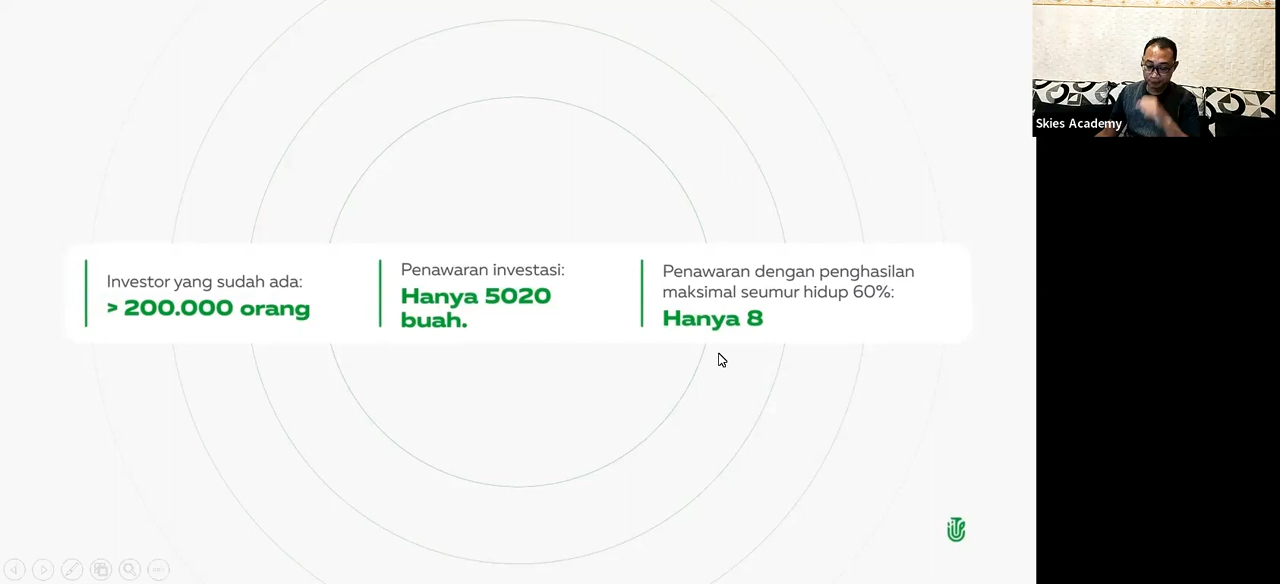 Investor yang sudah ada:
> 200.000 orang
Penawaran investasi:
Hanya 5020
buah.
Penawaran dengan penghasilan
maksimal seumur hidup 60%:
Hanya 8
Skies Academy